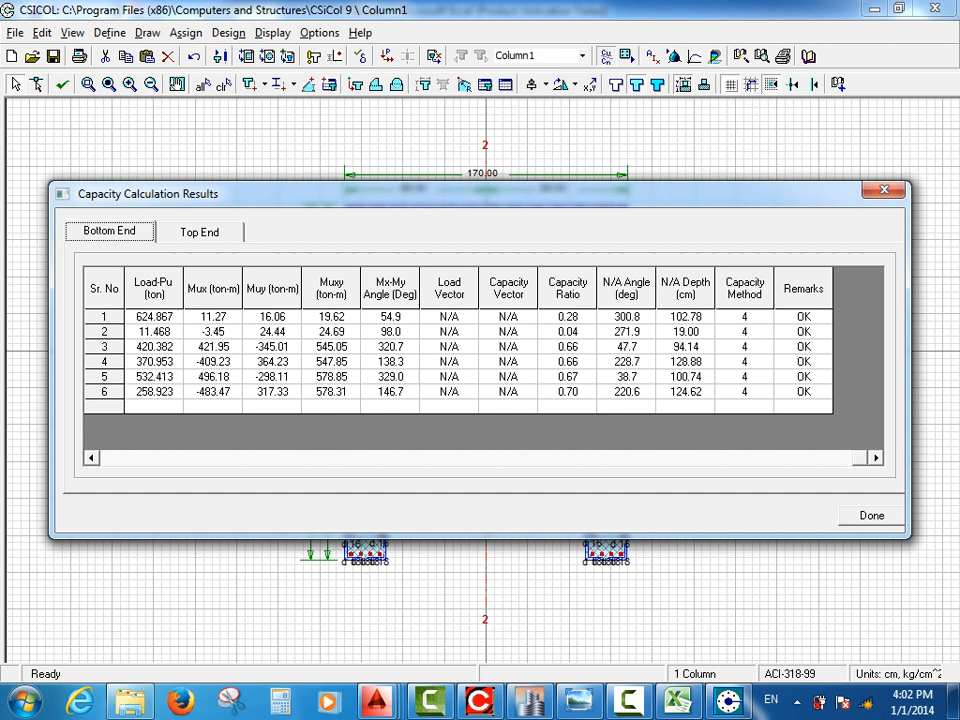 CSICOL: C:\Program Files (x86)\Computers and Structures\CSiCol 9 \ Column1
File Edit View Define Draw Assign Design Display Options Help
Column1
2
170.00
Capacity Calculation Results
Bottom End Top End
Sr. No Load-Pu (ton) Mux (ton-m) Muy (ton-m) Muxy (ton-m) Mx-My Angle (Deg) Load Vector Capacity Vector Capacity Ratio N/A Angle (deg) N/A Depth (cm) Capacity Method Remarks
1 624.867 11.27 16.06 19.62 54.9 N/A N/A 0.28 300.8 102.78 4 OK
2 11.468 -3.45 24.44 24.69 98.0 N/A N/A 0.04 271.9 19.00 4 OK
3 420.382 421.95 -345.01 545.05 320.7 N/A N/A 0.66 47.7 94.14 4 OK
4 370.953 -409.23 364.23 547.85 138.3 N/A N/A 0.66 228.7 128.88 4 OK
5 532.413 496.18 -298.11 578.85 329.0 N/A N/A 0.67 38.7 100.74 4 OK
6 258.923 -483.47 317.33 578.31 146.7 N/A N/A 0.70 220.6 124.62 4 OK
Done
2
Ready 1 Column ACI-318-99 Units: cm, kg/cm^2
EN 4:02 PM
1/1/2014